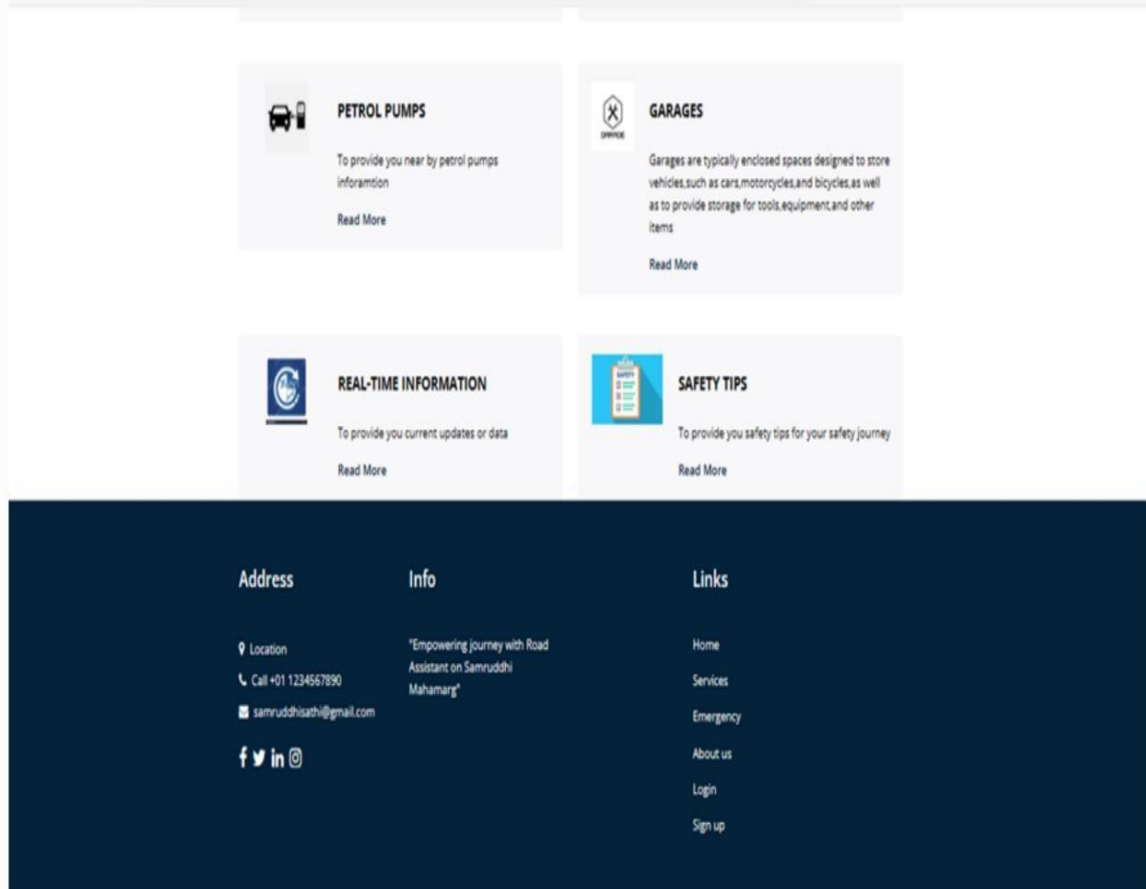 PETROL PUMPS
To provide you near by petrol pumps
inforamtion
Read More
GARAGES
Garages are typically enclosed spaces designed to store
vehicles,such as cars,motorcycles,and bicycles,as well
as to provide storage for tools,equipment,and other
items
Read More
REAL-TIME INFORMATION
To provide you current updates or data
Read More
SAFETY
SAFETY TIPS
To provide you safety tips for your safety journey
Read More
Address
Location
Call +01 1234567890
samruddhisathi@gmail.com
Info
"Empowering journey with Road
Assistant on Samruddhi
Mahamarg"
Links
Home
Services
Emergency
About us
Login
Sign up